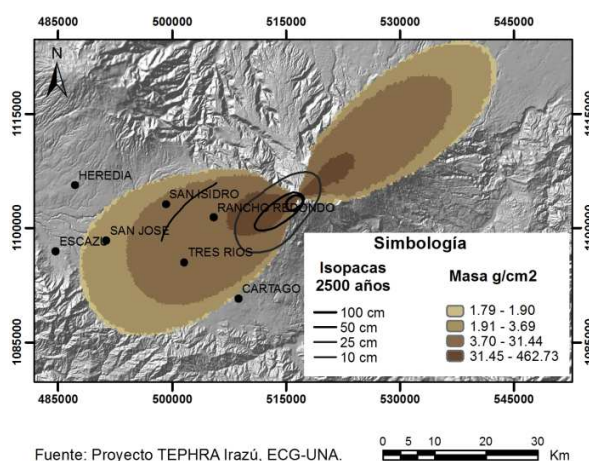 485000 500000 515000 530000 545000
N
1115000 1115000
HEREDIA
SAN ISIDRO
RANCHO REDONDO
1100000 1100000
SAN JOSE
ESCAZU
TRES RIOS
CARTAGO
Simbología
Isopacas
2500 años
100 cm
50 cm
25 cm
10 cm
Masa g/cm2
1.79 - 1.90
1.91 - 3.69
3.70 - 31.44
31.45 - 462.73
1085000 1085000
485000 500000 515000 530000 545000
Fuente: Proyecto TEPHRA Irazú, ECG-UNA.
0 5 10 20 30
Km